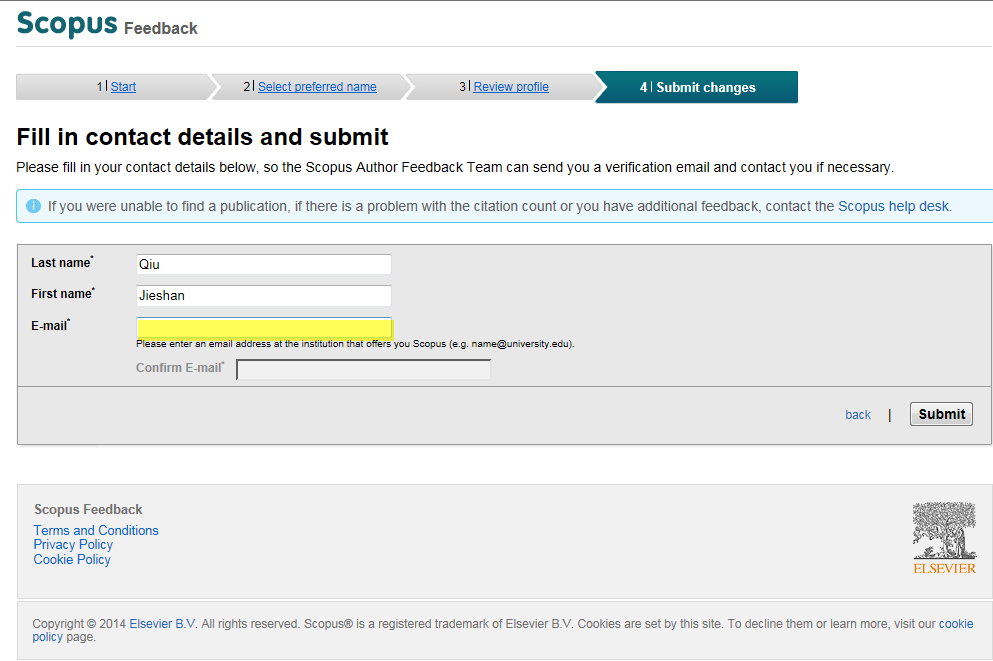 Scopus Feedback
1 | Start
2 | Select preferred name
3 | Review profile
4 | Submit changes
Fill in contact details and submit
Please fill in your contact details below, so the Scopus Author Feedback Team can send you a verification email and contact you if necessary.
i If you were unable to find a publication, if there is a problem with the citation count or you have additional feedback, contact the Scopus help desk.
Last name* Qiu
First name* Jieshan
E-mail*
Please enter an email address at the institution that offers you Scopus (e.g. name@university.edu).
Confirm E-mail*
back | Submit
Scopus Feedback
Terms and Conditions
Privacy Policy
Cookie Policy
ELSEVIER
Copyright © 2014 Elsevier B.V. All rights reserved. Scopus® is a registered trademark of Elsevier B.V. Cookies are set by this site. To decline them or learn more, visit our cookie
policy page.